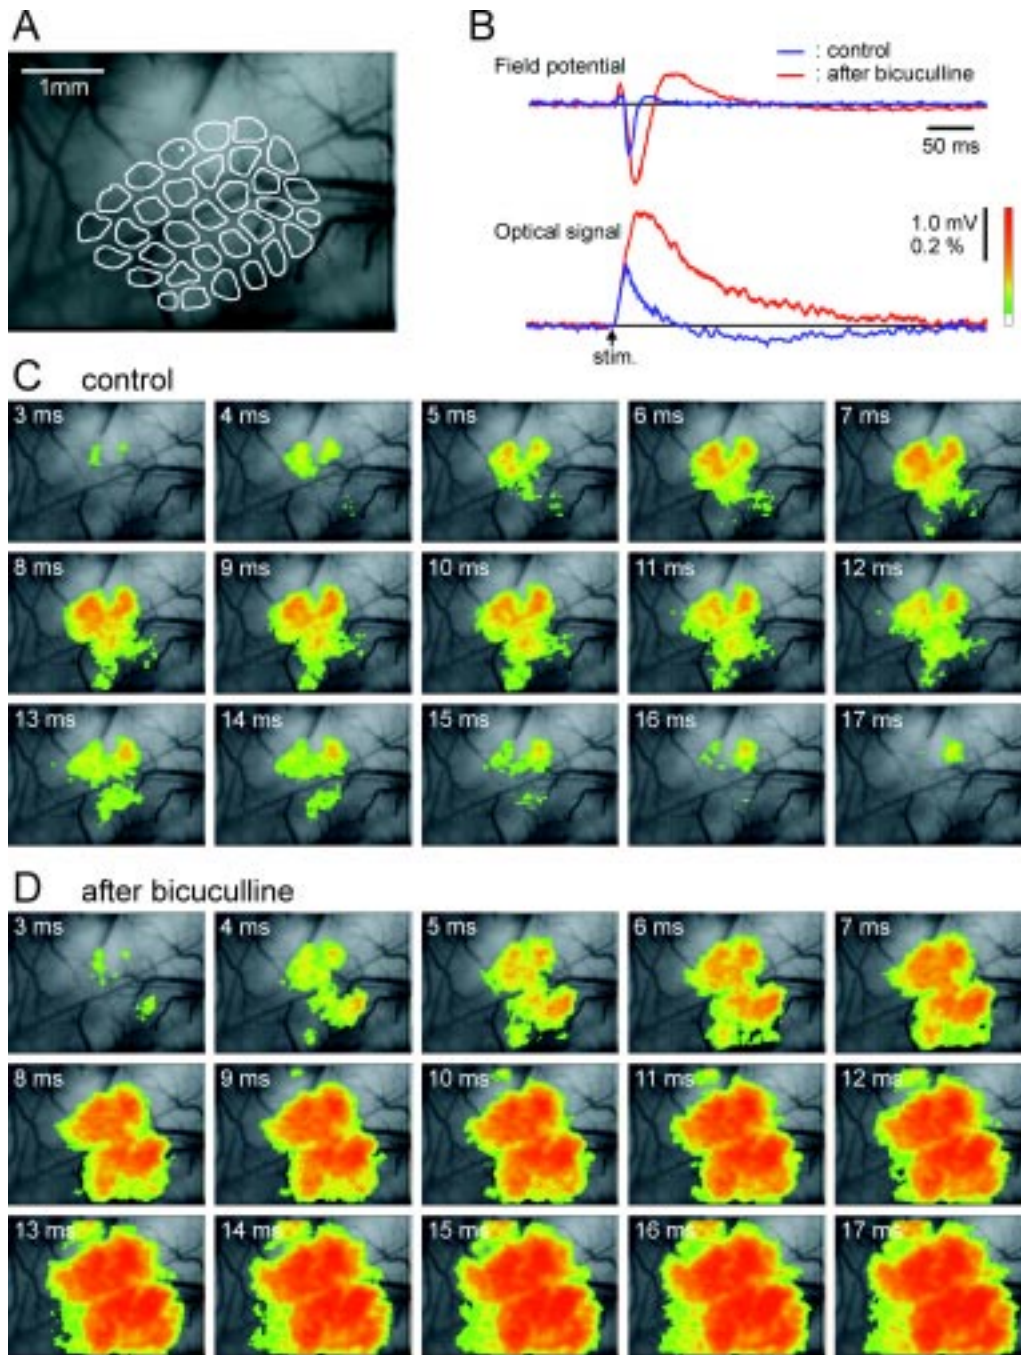 A
1mm
B
Field potential
: control
: after bicuculline
50 ms
Optical signal
1.0 mV
0.2 %
stim.
C control
3 ms 4 ms 5 ms 6 ms 7 ms
8 ms 9 ms 10 ms 11 ms 12 ms
13 ms 14 ms 15 ms 16 ms 17 ms
D after bicuculline
3 ms 4 ms 5 ms 6 ms 7 ms
8 ms 9 ms 10 ms 11 ms 12 ms
13 ms 14 ms 15 ms 16 ms 17 ms